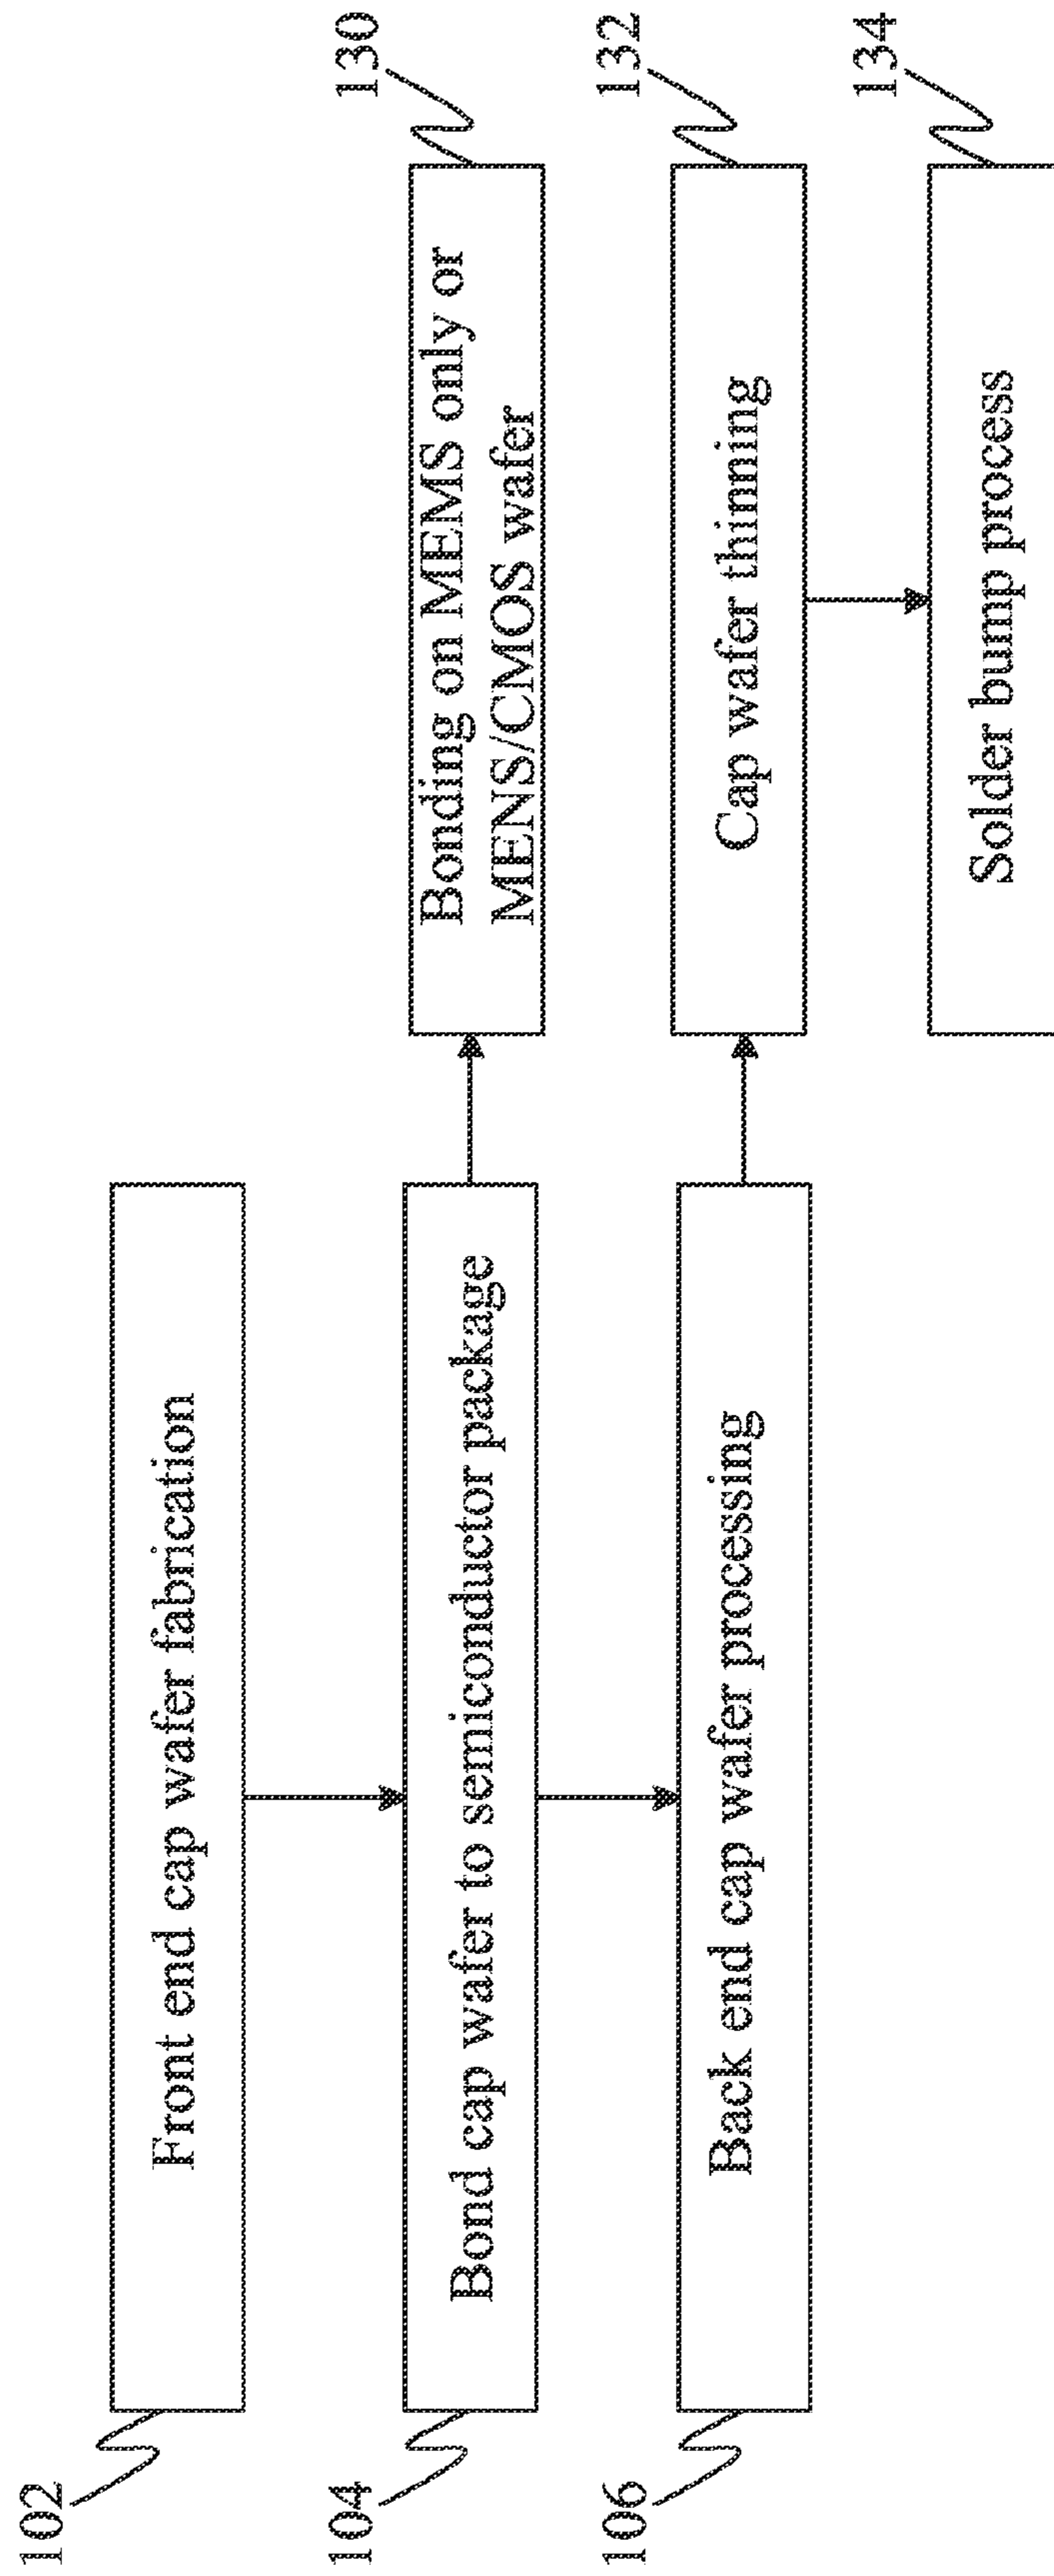 102
Front end cap wafer fabrication
104
Bond cap wafer to semiconductor package
Bonding on MEMS only or
MENS/CMOS wafer
130
106
Back end cap wafer processing
Cap wafer thinning
132
Solder bump process
134